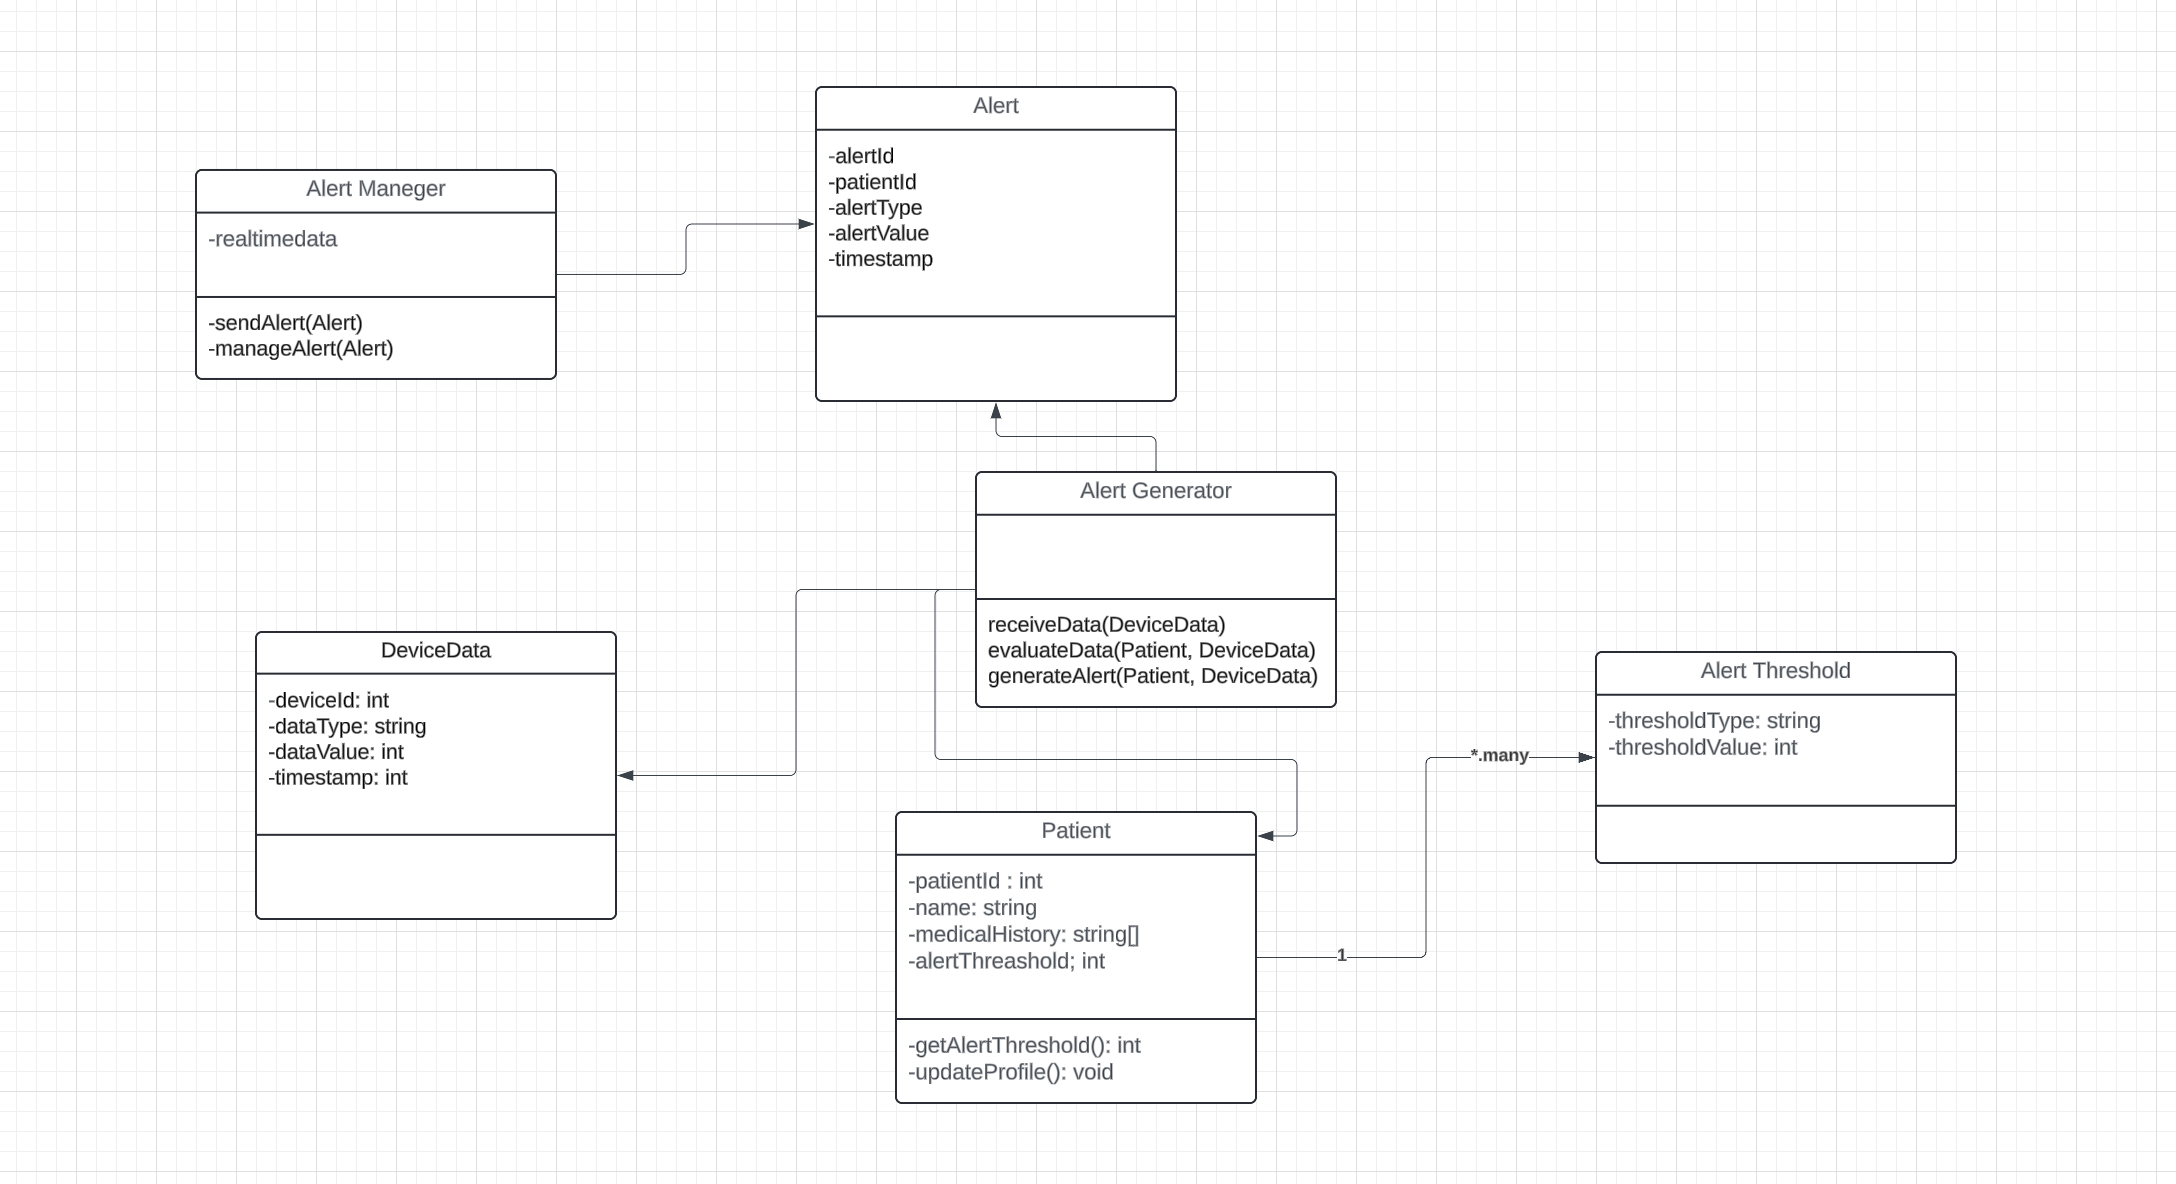 Alert
-alertId
-patientId
-alertType
-alertValue
-timestamp
Alert Maneger
-realtimedata
-sendAlert(Alert)
-manageAlert(Alert)
Alert Generator
receiveData(DeviceData)
evaluateData(Patient, DeviceData)
generateAlert(Patient, DeviceData)
DeviceData
-deviceId: int
-dataType: string
-dataValue: int
-timestamp: int
Alert Threshold
-thresholdType: string
-thresholdValue: int
*.many
1
Patient
-patientId : int
-name: string
-medicalHistory: string[]
-alertThreashold; int
-getAlertThreshold(): int
-updateProfile(): void